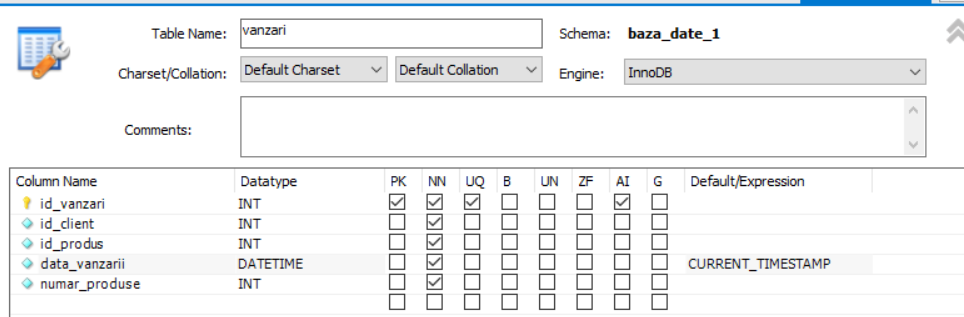 Table Name: vanzari Schema: baza_date_1
Charset/Collation: Default Charset Default Collation Engine: InnoDB
Comments:
Column Name Datatype PK NN UQ B UN ZF AI G Default/Expression
id_vanzari INT
id_client INT
id_produs INT
data_vanzarii DATETIME CURRENT_TIMESTAMP
numar_produse INT